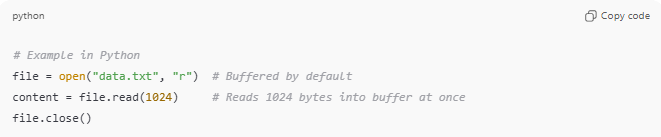 python
Copy code
# Example in Python
file = open("data.txt", "r")  # Buffered by default
content = file.read(1024)     # Reads 1024 bytes into buffer at once
file.close()